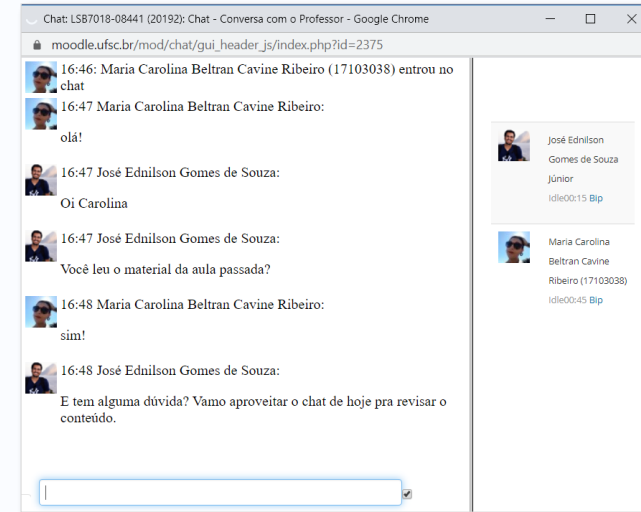 Chat: LSB7018-08441 (20192): Chat - Conversa com o Professor - Google Chrome
moodle.ufsc.br/mod/chat/gui_header_js/index.php?id=2375
16:46: Maria Carolina Beltran Cavine Ribeiro (17103038) entrou no
chat
16:47 Maria Carolina Beltran Cavine Ribeiro:
olá!
16:47 José Ednilson Gomes de Souza:
Oi Carolina
16:47 José Ednilson Gomes de Souza:
Você leu o material da aula passada?
16:48 Maria Carolina Beltran Cavine Ribeiro:
sim!
16:48 José Ednilson Gomes de Souza:
E tem alguma dúvida? Vamo aproveitar o chat de hoje pra revisar o
conteúdo.
José Ednilson
Gomes de Souza
Júnior
Idle00:15 Bip
Maria Carolina
Beltran Cavine
Ribeiro (17103038)
Idle00:45 Bip